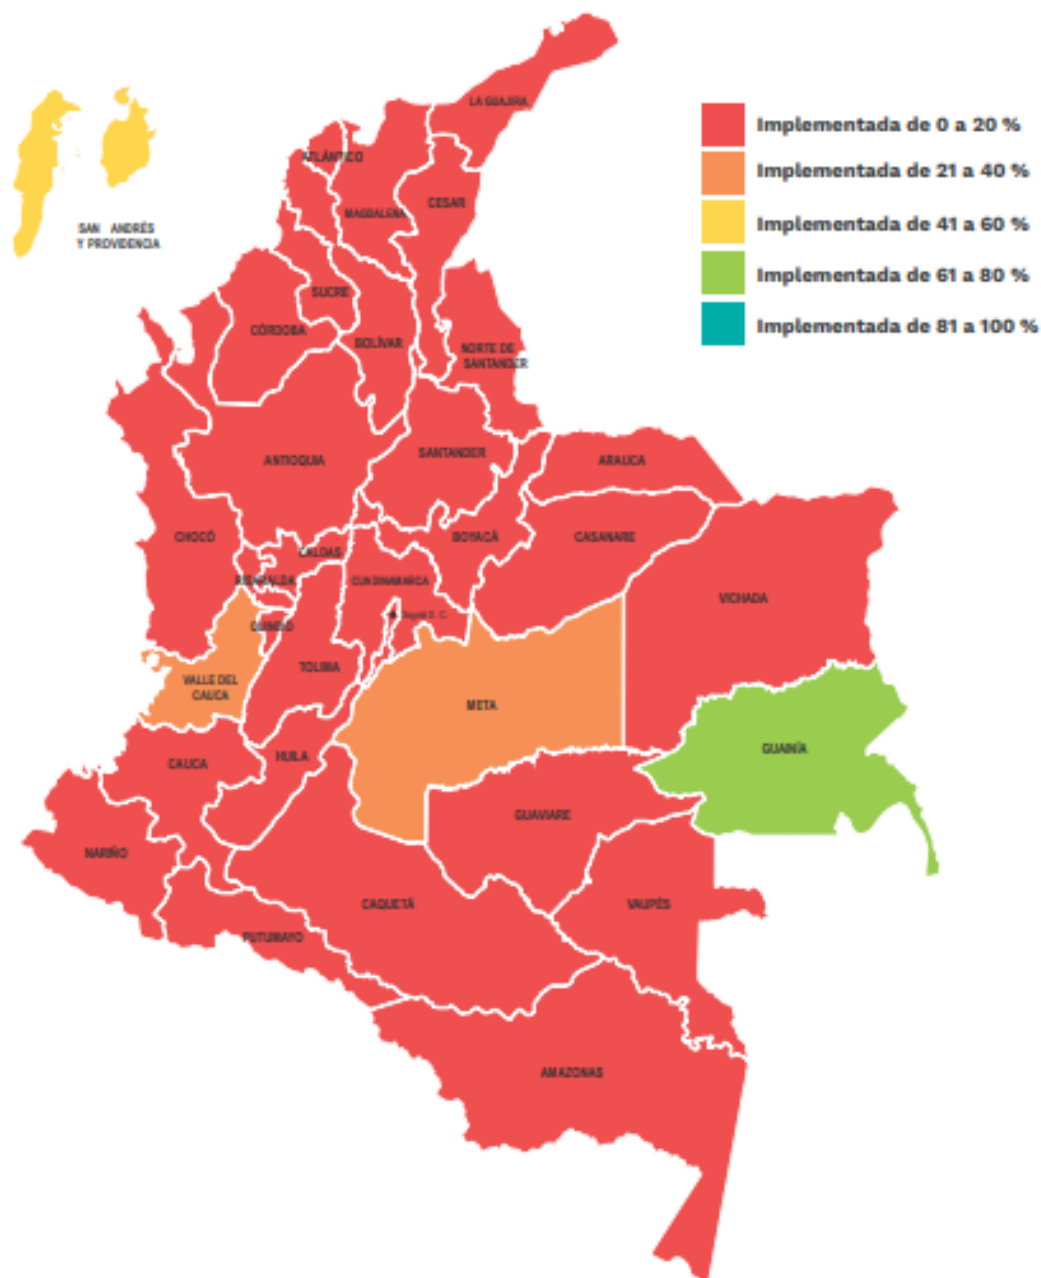 LA GUAJIRA
Implementada de 0 a 20 %
ATLÁNTICO
Implementada de 21 a 40 %
MAGDALENA
CESAR
Implementada de 41 a 60 %
SAN ANDRÉS
Y PROVIDENCIA
Implementada de 61 a 80 %
SUCRE
Implementada de 81 a 100 %
CÓRDOBA
BOLÍVAR
NORTE DE
SANTANDER
SANTANDER
ANTIOQUIA
ARAUCA
CHOCÓ
BOYACÁ
CASANARE
CALDAS
RISARALDA
CUNDINAMARCA
VICHADA
Bogotá D. C.
QUINDIO
TOLIMA
VALLE DEL
CAUCA
META
GUAINÍA
HUILA
CAUCA
GUAVIARE
NARIÑO
CAQUETÁ
VAUPÉS
PUTUMAYO
AMAZONAS